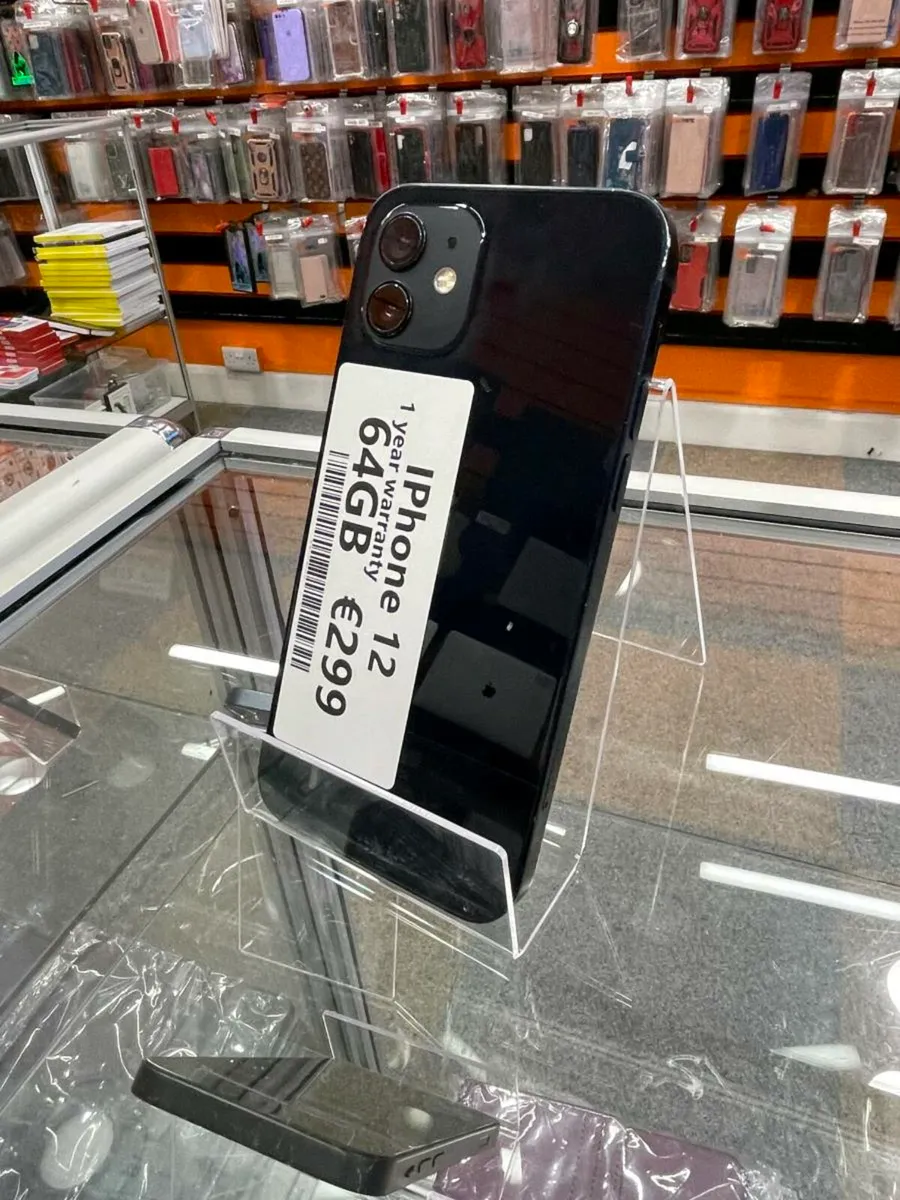 IPhone 12
1 year warranty
64GB €299